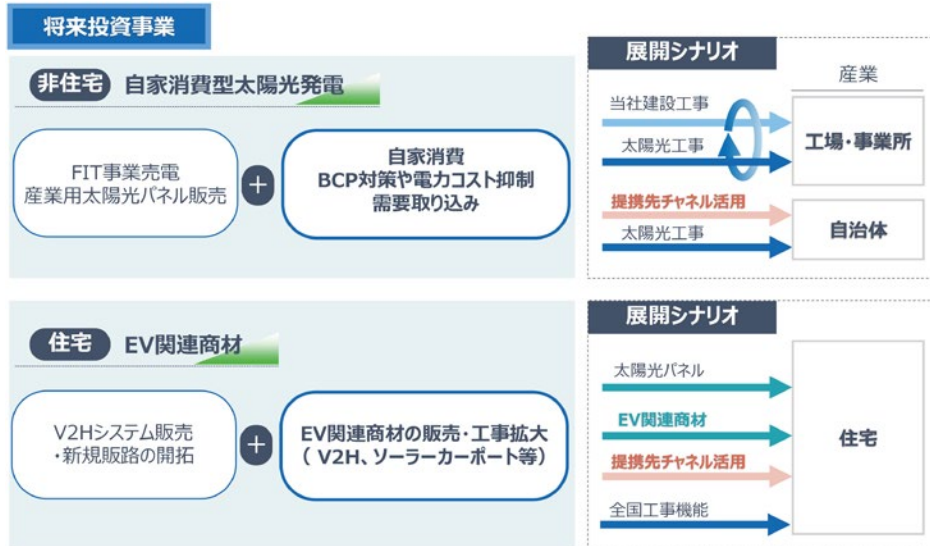 将来投資事業
非住宅 自家消費型太陽光発電
FIT事業売電
産業用太陽光パネル販売
+
自家消費
BCP対策や電力コスト抑制
需要取り込み
展開シナリオ
産業
当社建設工事
太陽光工事
工場・事業所
提携先チャネル活用
太陽光工事
自治体
住宅 EV関連商材
V2Hシステム販売
・新規販路の開拓
+
EV関連商材の販売・工事拡大
( V2H、ソーラーカーポート等)
展開シナリオ
太陽光パネル
EV関連商材
提携先チャネル活用
全国工事機能
住宅